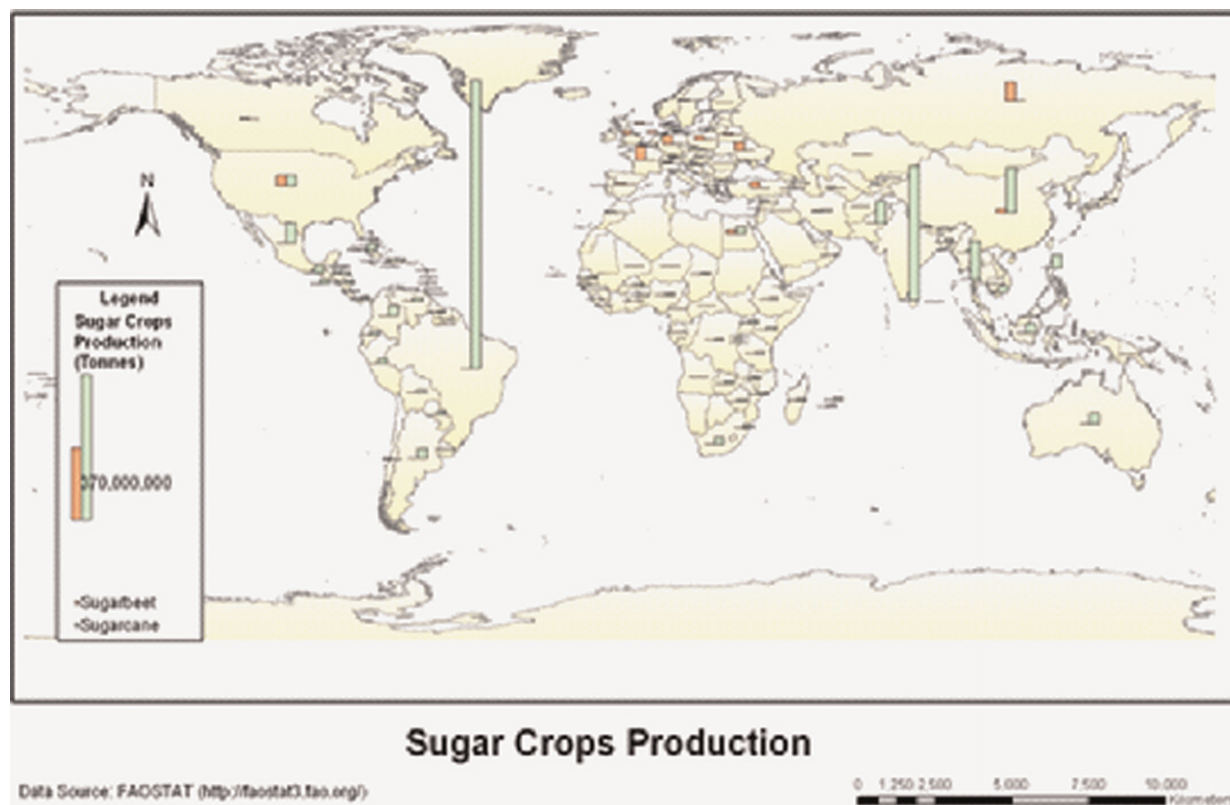 N
Legend
Sugar Crops
Production
(Tonnes)
370,000,000
Sugarbeet
Sugarcane
Sugar Crops Production
Data Source: FAOSTAT (http://faostat3.fao.org/)
0 1,250 2,500 5,000 7,500 10,000
Kilometers